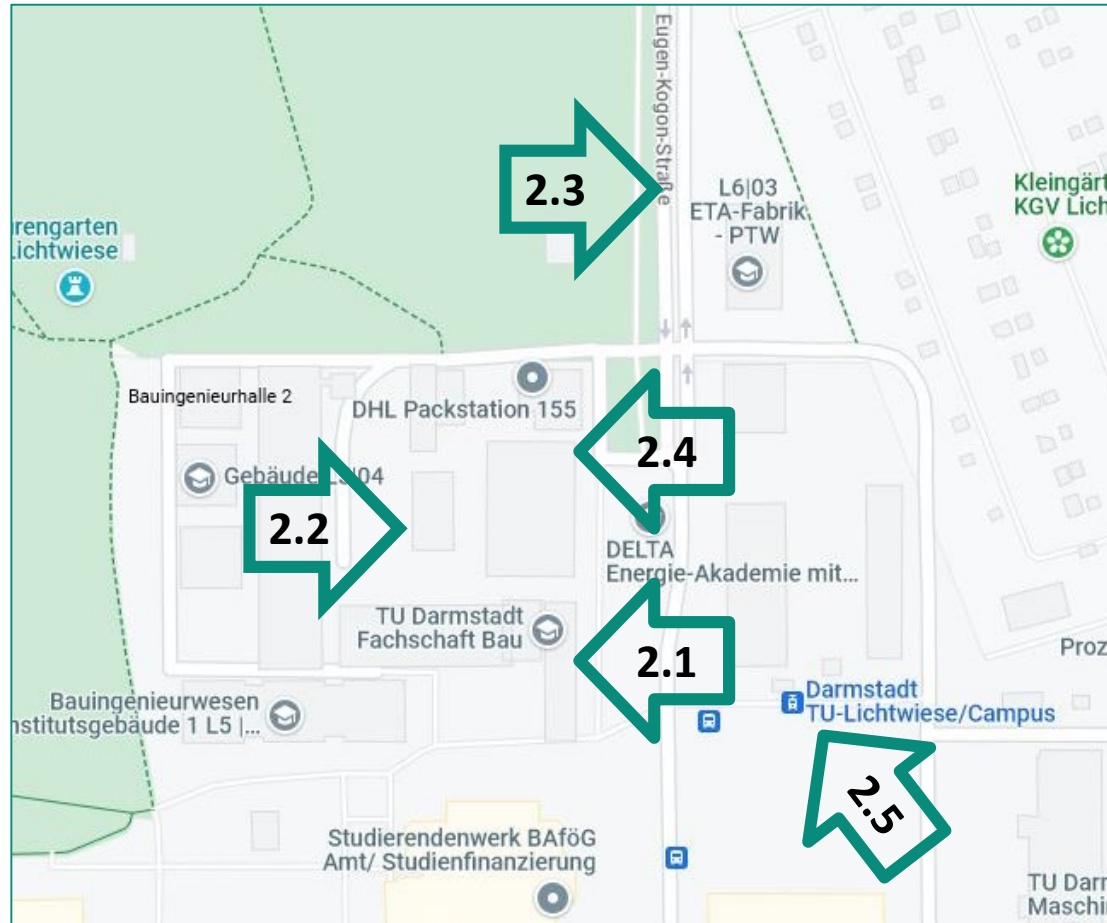 Eugen-Kogon-Straße
2.3
L6|03
ETA-Fabrik
- PTW
Kleingärt
KGV Lich
rengarten
Lichtwiese
Bauingenieurhalle 2
DHL Packstation 155
2.4
Gebäude L5|04
2.2
DELTA
Energie-Akademie mit...
TU Darmstadt
Fachschaft Bau
2.1
Proz
Bauingenieurwesen
nstitutsgebäude 1 L5 |...
Darmstadt
TU-Lichtwiese/Campus
2.5
Studierendenwerk BAföG
Amt/ Studienfinanzierung
TU Darr
Maschi